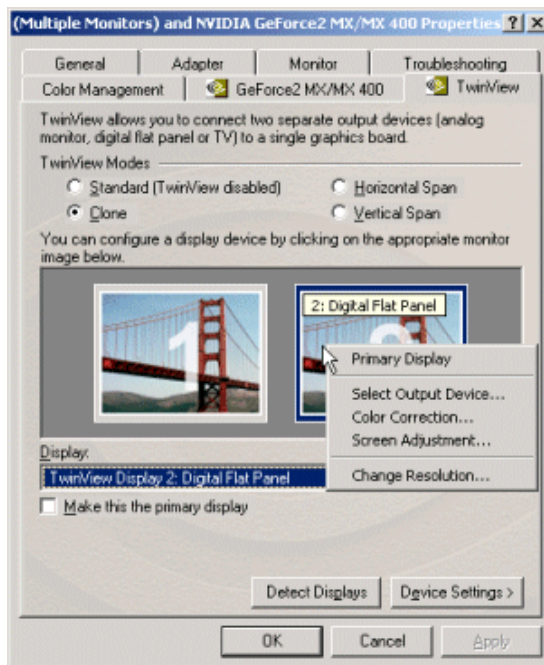 (Multiple Monitors) and NVIDIA GeForce2 MX/MX 400 Properties
General Adapter Monitor Troubleshooting
Color Management GeForce2 MX/MX 400 TwinView
TwinView allows you to connect two separate output devices (analog
monitor, digital flat panel or TV) to a single graphics board.
TwinView Modes
Standard (TwinView disabled) Horizontal Span
Clone Vertical Span
You can configure a display device by clicking on the appropriate monitor
image below.
1
2: Digital Flat Panel
Primary Display
Select Output Device...
Color Correction...
Screen Adjustment...
Change Resolution...
Display:
TwinView Display 2: Digital Flat Panel
Make this the primary display
Detect Displays Device Settings >
OK Cancel Apply